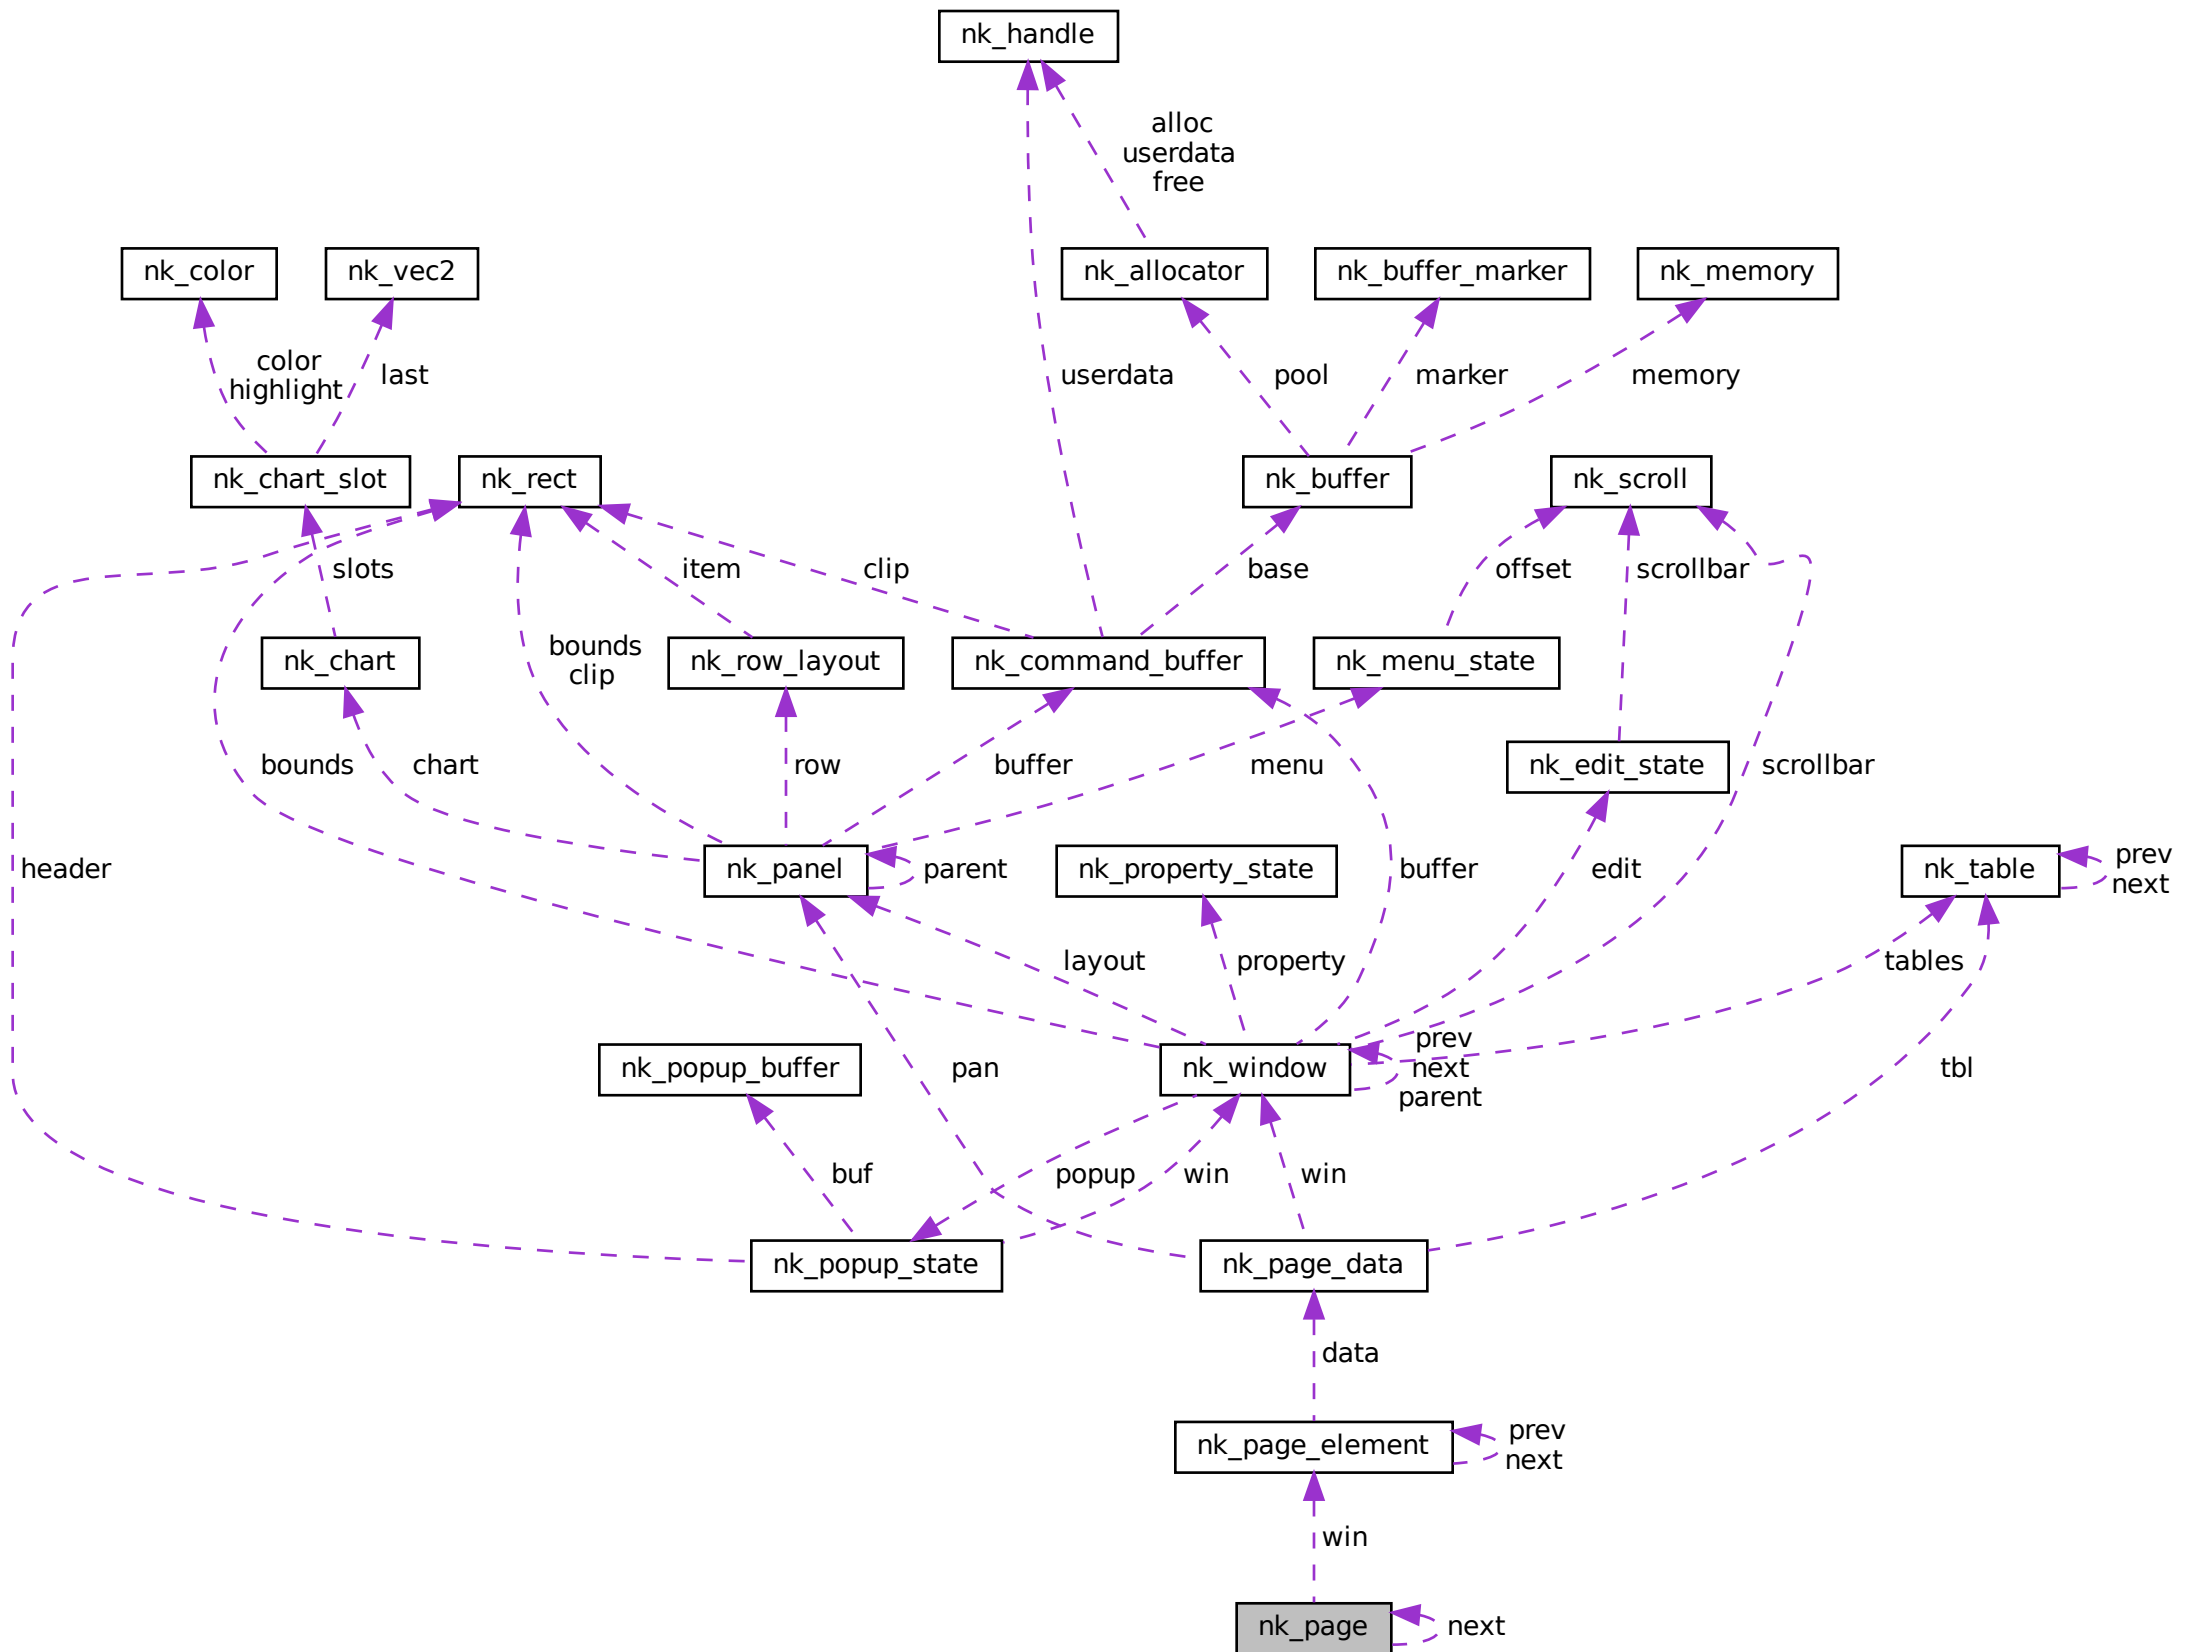 nk_handle
alloc
userdata
free
nk_color
nk_vec2
nk_allocator
nk_buffer_marker
nk_memory
color
highlight
last
userdata
pool
marker
memory
nk_chart_slot
nk_rect
nk_buffer
nk_scroll
slots
item
clip
base
offset
scrollbar
nk_chart
bounds
clip
nk_row_layout
nk_command_buffer
nk_menu_state
bounds
chart
row
buffer
menu
nk_edit_state
scrollbar
header
nk_panel
parent
nk_property_state
buffer
edit
nk_table
prev
next
layout
property
tables
nk_popup_buffer
pan
nk_window
prev
next
parent
tbl
buf
popup
win
win
nk_popup_state
nk_page_data
data
nk_page_element
prev
next
win
nk_page
next